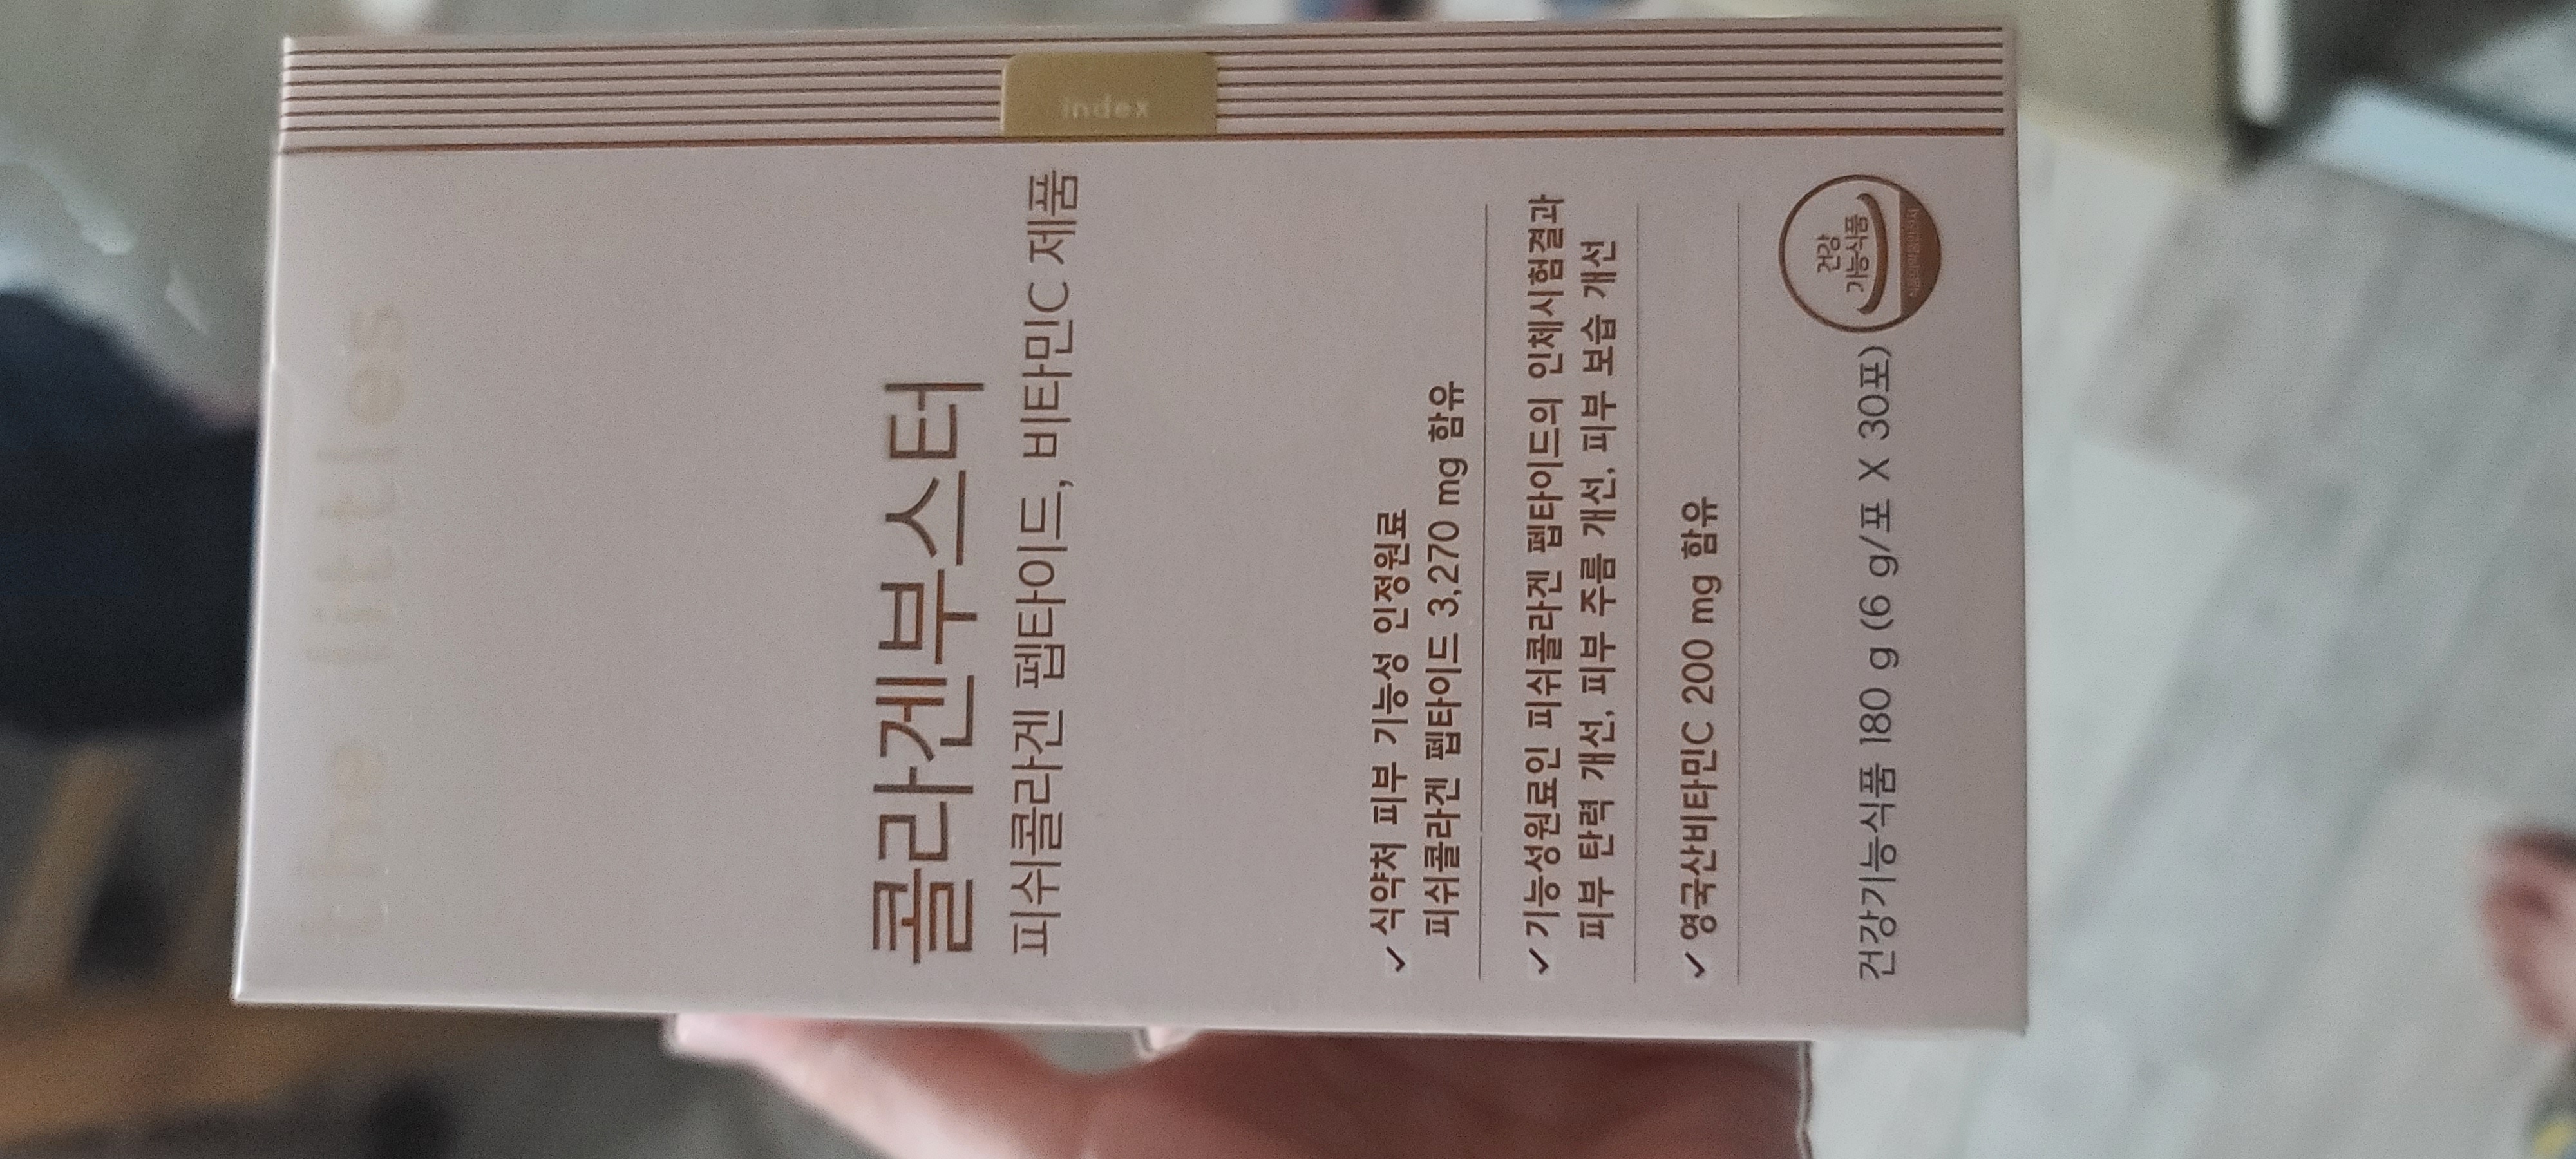 the littles
index
콜라겐부스터
피쉬콜라겐 펩타이드, 비타민C 제품
✓ 식약처 피부 기능성 인정원료
피쉬콜라겐 펩타이드 3,270 mg 함유
✓ 기능성원료인 피쉬콜라겐 펩타이드의 인체시험결과
피부 탄력 개선, 피부 주름 개선, 피부 보습 개선
✓ 영국산비타민C 200 mg 함유
건강기능식품 180 g (6 g/포 X 30포)
건강
기능식품